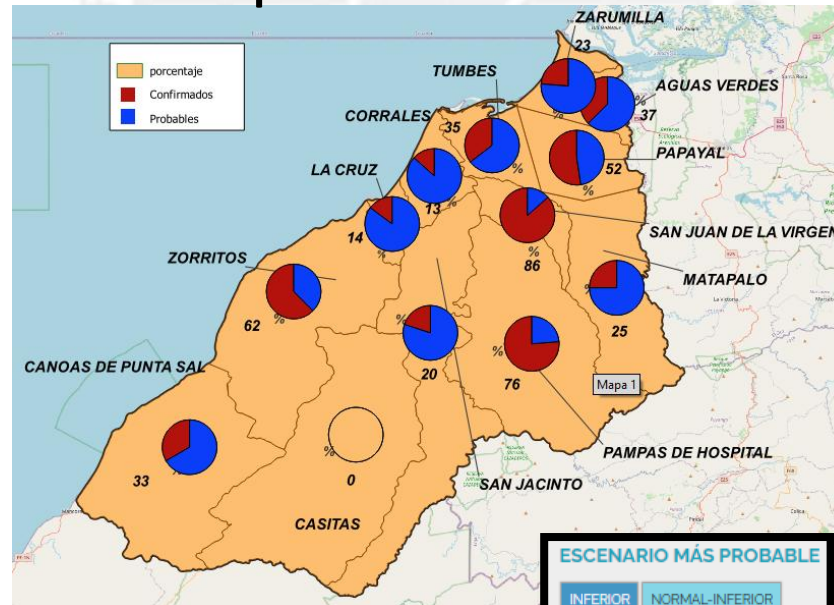 ZARUMILLA
23
%
porcentaje
Confirmados
Probables
TUMBES
AGUAS VERDES
%
37
CORRALES
35
%
PAPAYAL
52
%
LA CRUZ
13
%
14
%
SAN JUAN DE LA VIRGEN
%
86
ZORRITOS
MATAPALO
%
25
62
%
%
20
%
76
Mapa 1
CANOAS DE PUNTA SAL
PAMPAS DE HOSPITAL
%
33
%
0
SAN JACINTO
CASITAS
ESCENARIO MÁS PROBABLE
INFERIOR
NORMAL-INFERIOR